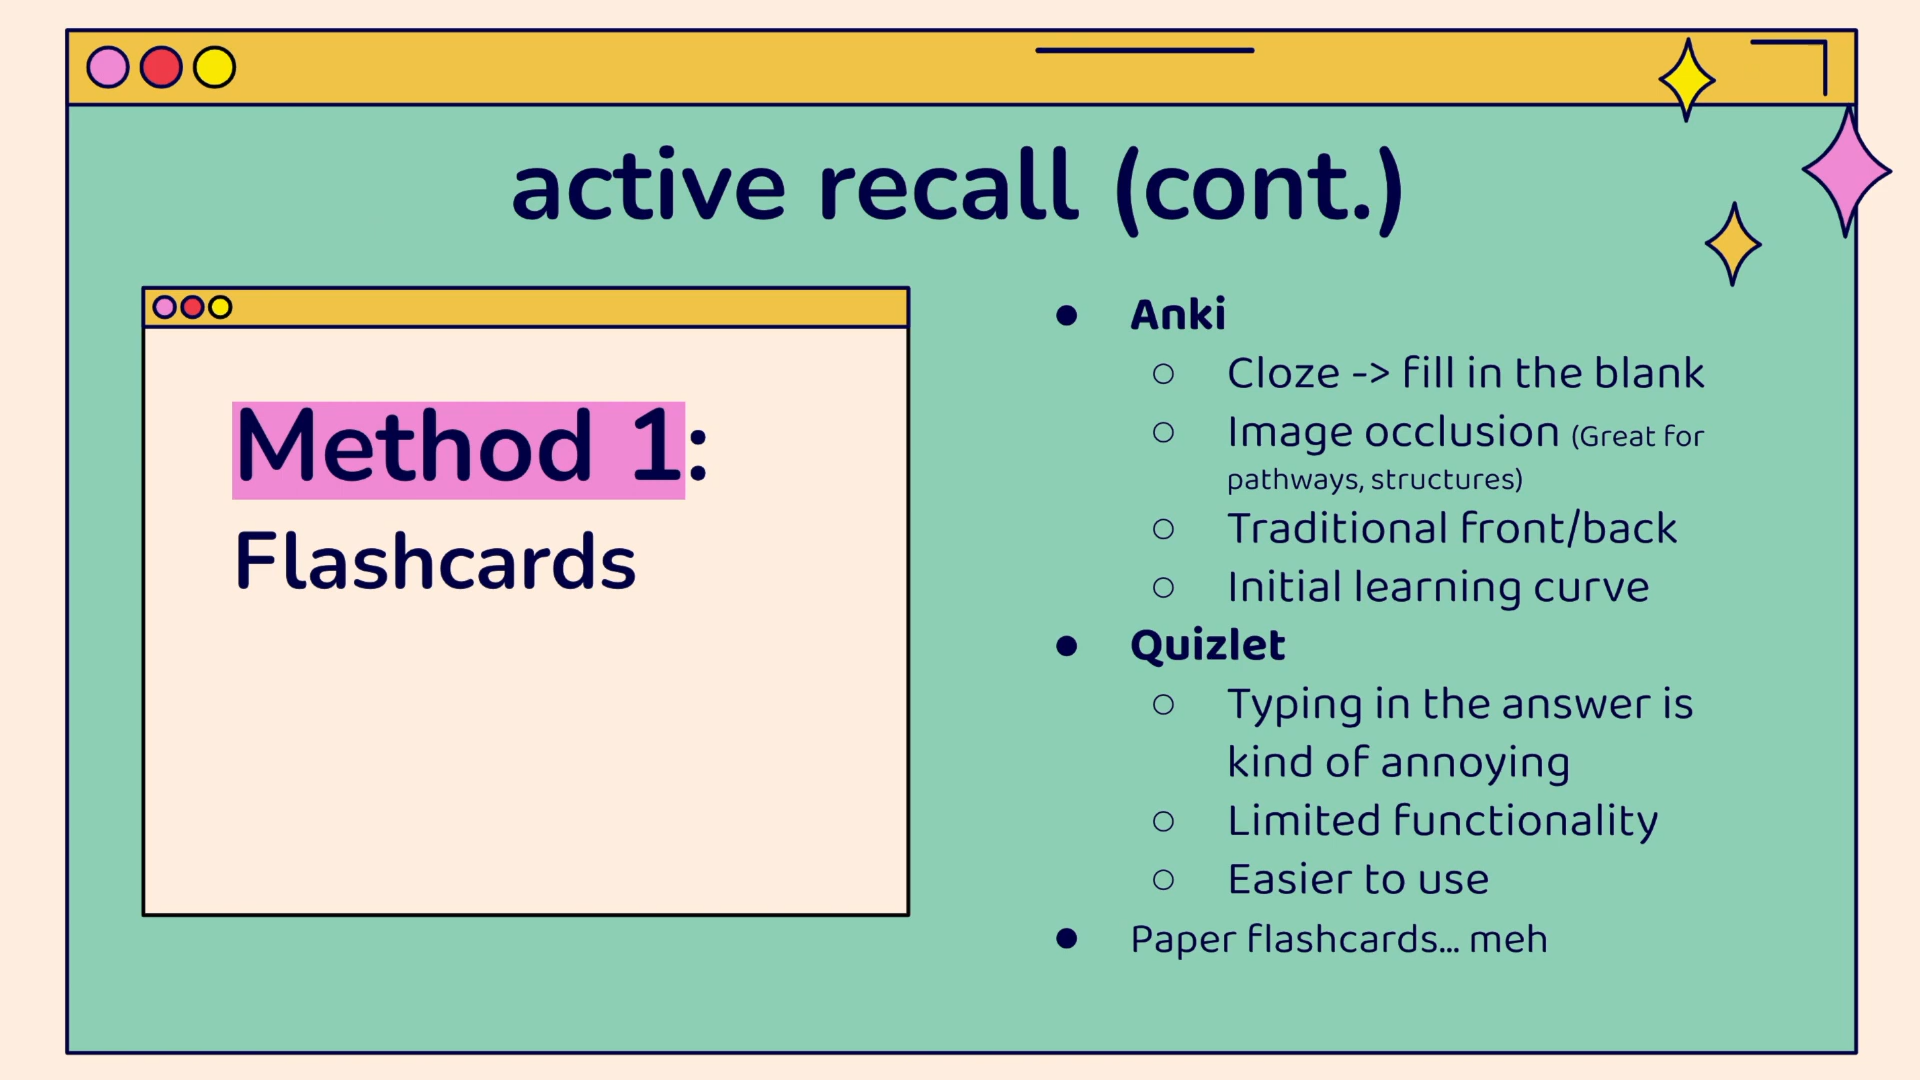 active recall (cont.)
Method 1:
Flashcards
● Anki
○ Cloze -> fill in the blank
○ Image occlusion (Great for
pathways, structures)
○ Traditional front/back
○ Initial learning curve
● Quizlet
○ Typing in the answer is
kind of annoying
○ Limited functionality
○ Easier to use
● Paper flashcards... meh